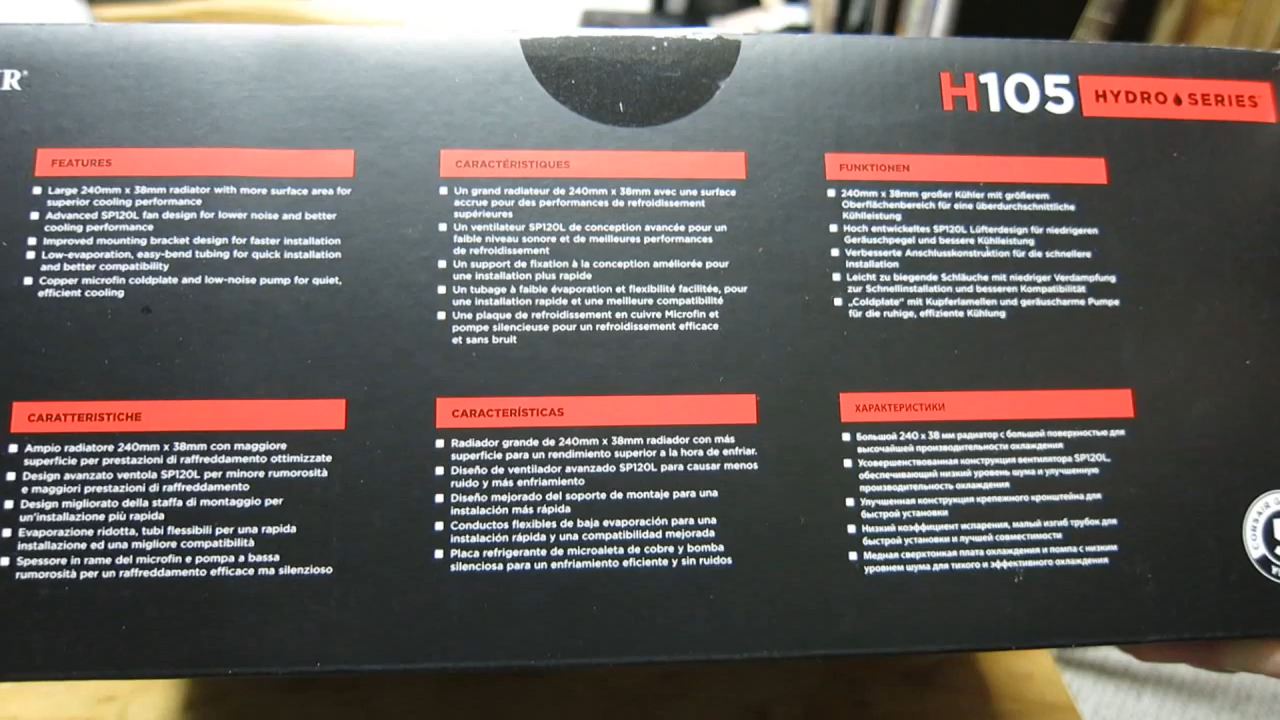 R
H105 HYDRO SERIES
FEATURES
Large 240mm x 38mm radiator with more surface area for
superior cooling performance
Advanced SP120L fan design for lower noise and better
cooling performance
Improved mounting bracket design for faster installation
Low-evaporation, easy-bend tubing for quick installation
and better compatibility
Copper microfin coldplate and low-noise pump for quiet,
efficient cooling
CARACTÉRISTIQUES
Un grand radiateur de 240mm x 38mm avec une surface
accrue pour des performances de refroidissement
supérieures
Un ventilateur SP120L de conception avancée pour un
faible niveau sonore et de meilleures performances
de refroidissement
Un support de fixation à la conception améliorée pour
une installation plus rapide
Un tubage à faible évaporation et flexibilité facilitée, pour
une installation rapide et une meilleure compatibilité
Une plaque de refroidissement en cuivre Microfin et
pompe silencieuse pour un refroidissement efficace
et sans bruit
FUNKTIONEN
240mm x 38mm großer Kühler mit größerem
Oberflächenbereich für eine überdurchschnittliche
Kühlleistung
Hoch entwickeltes SP120L Lüfterdesign für niedrigeren
Geräuschpegel und bessere Kühlleistung
Verbesserte Anschlusskonstruktion für die schnellere
Installation
Leicht zu biegende Schläuche mit niedriger Verdampfung
zur Schnellinstallation und besseren Kompatibilität
„Coldplate“ mit Kupferlamellen und geräuscharme Pumpe
für die ruhige, effiziente Kühlung
CARATTERISTICHE
Ampio radiatore 240mm x 38mm con maggiore
superficie per prestazioni di raffreddamento ottimizzate
Design avanzato ventola SP120L per minore rumorosità
e maggiori prestazioni di raffreddamento
Design migliorato della staffa di montaggio per
un'installazione più rapida
Evaporazione ridotta, tubi flessibili per una rapida
installazione ed una migliore compatibilità
Spessore in rame del microfin e pompa a bassa
rumorosità per un raffreddamento efficace ma silenzioso
CARACTERÍSTICAS
Radiador grande de 240mm x 38mm radiador con más
superficie para un rendimiento superior a la hora de enfriar.
Diseño de ventilador avanzado SP120L para causar menos
ruido y más enfriamiento
Diseño mejorado del soporte de montaje para una
instalación más rápida
Conductos flexibles de baja evaporación para una
instalación rápida y una compatibilidad mejorada
Placa refrigerante de microaleta de cobre y bomba
silenciosa para un enfriamiento eficiente y sin ruidos
ХАРАКТЕРИСТИКИ
Большой 240 x 38 мм радиатор с большой поверхностью для
высочайшей производительности охлаждения
Усовершенствованная конструкция вентилятора SP120L,
обеспечивающий низкий уровень шума и улучшенную
производительность охлаждения
Улучшенная конструкция крепежного кронштейна для
быстрой установки
Низкий коэффициент испарения, малый изгиб трубок для
быстрой установки и лучшей совместимости
Медная сверхтонкая плата охлаждения и помпа с низким
уровнем шума для тихого и эффективного охлаждения
CORSAIR